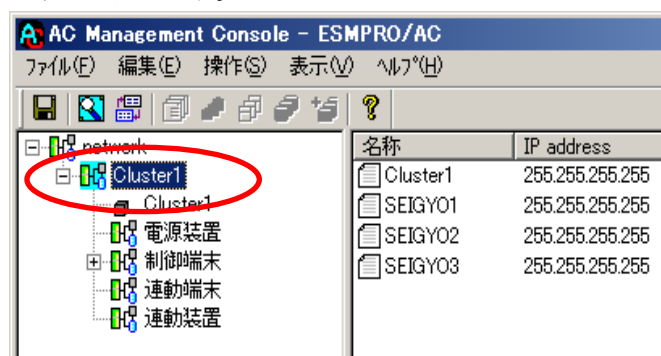 AC Management Console - ESMPRO/AC
ファイル(F) 編集(E) 操作(S) 表示(V) ヘルプ(H)
network
Cluster1
Cluster1
電源装置
制御端末
連動端末
連動装置
名称 IP address
Cluster1 255.255.255.255
SEIGYO1 255.255.255.255
SEIGYO2 255.255.255.255
SEIGYO3 255.255.255.255